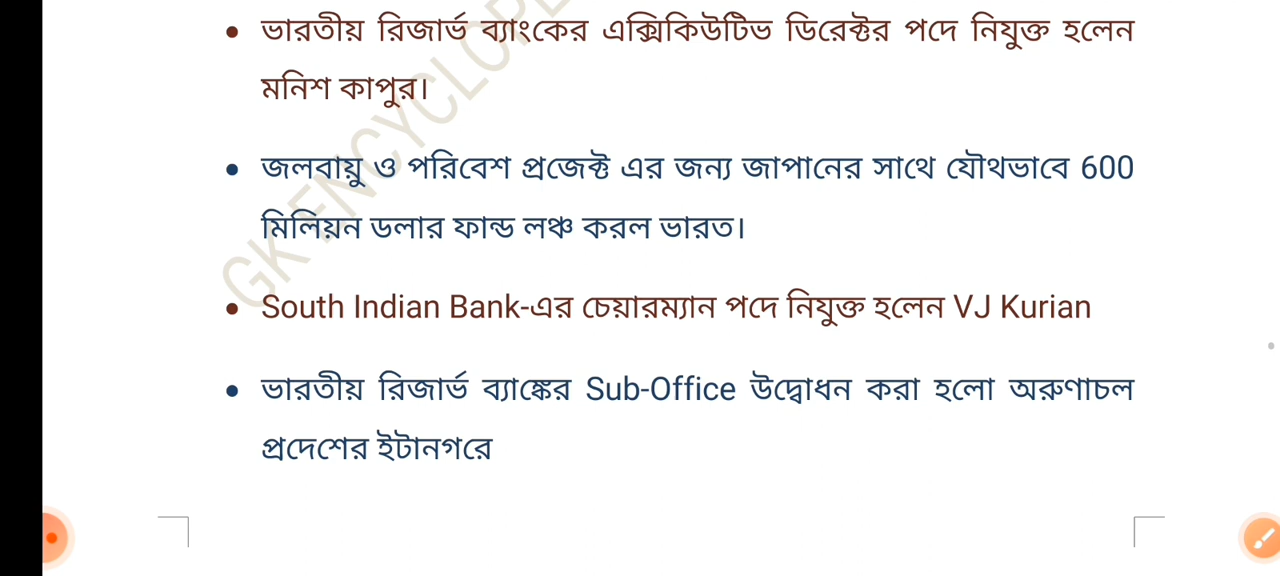 • ভারতীয় রিজার্ভ ব্যাংকের এক্সিকিউটিভ ডিরেক্টর পদে নিযুক্ত হলেন
মনিশ কাপুর।
• জলবায়ু ও পরিবেশ প্রজেক্ট এর জন্য জাপানের সাথে যৌথভাবে 600
মিলিয়ন ডলার ফান্ড লঞ্চ করল ভারত।
• South Indian Bank-এর চেয়ারম্যান পদে নিযুক্ত হলেন VJ Kurian
• ভারতীয় রিজার্ভ ব্যাঙ্কের Sub-Office উদ্বোধন করা হলো অরুণাচল
প্রদেশের ইটানগরে
GK ENCYCLOPE